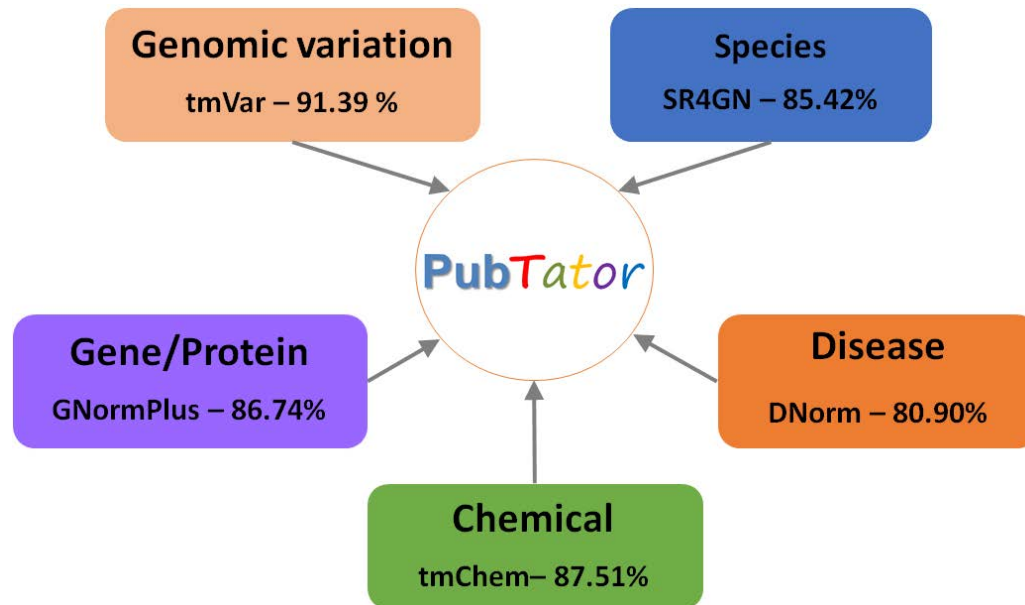 Genomic variation
tmVar – 91.39 %
Species
SR4GN – 85.42%
PubTator
Gene/Protein
GNormPlus – 86.74%
Disease
DNorm – 80.90%
Chemical
tmChem– 87.51%